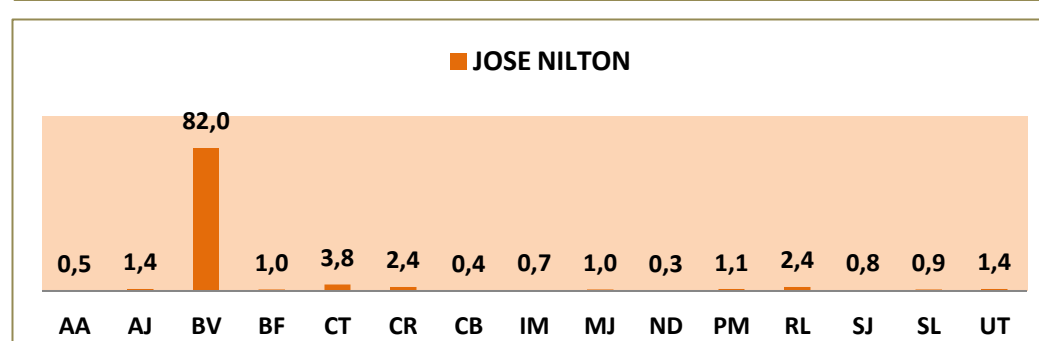 JOSE NILTON
82,0
0,5 1,4 1,0 3,8 2,4 0,4 0,7 1,0 0,3 1,1 2,4 0,8 0,9 1,4
AA AJ BV BF CT CR CB IM MJ ND PM RL SJ SL UT